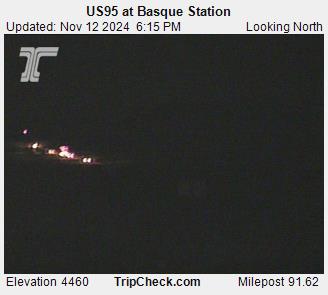 US95 at Basque Station
Updated: Nov 12 2024 6:15 PM Looking North
Elevation 4460 TripCheck.com Milepost 91.62